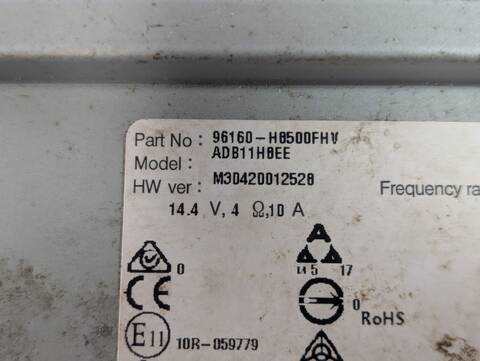 Part No : 96160-H8500FHV
Model : ADB11H8EE
HW ver : M30420012528
Frequency ra
14.4 V, 4 Ω, 10 A
0
A
5 17
CE
0
RoHS
E11
10R-059779